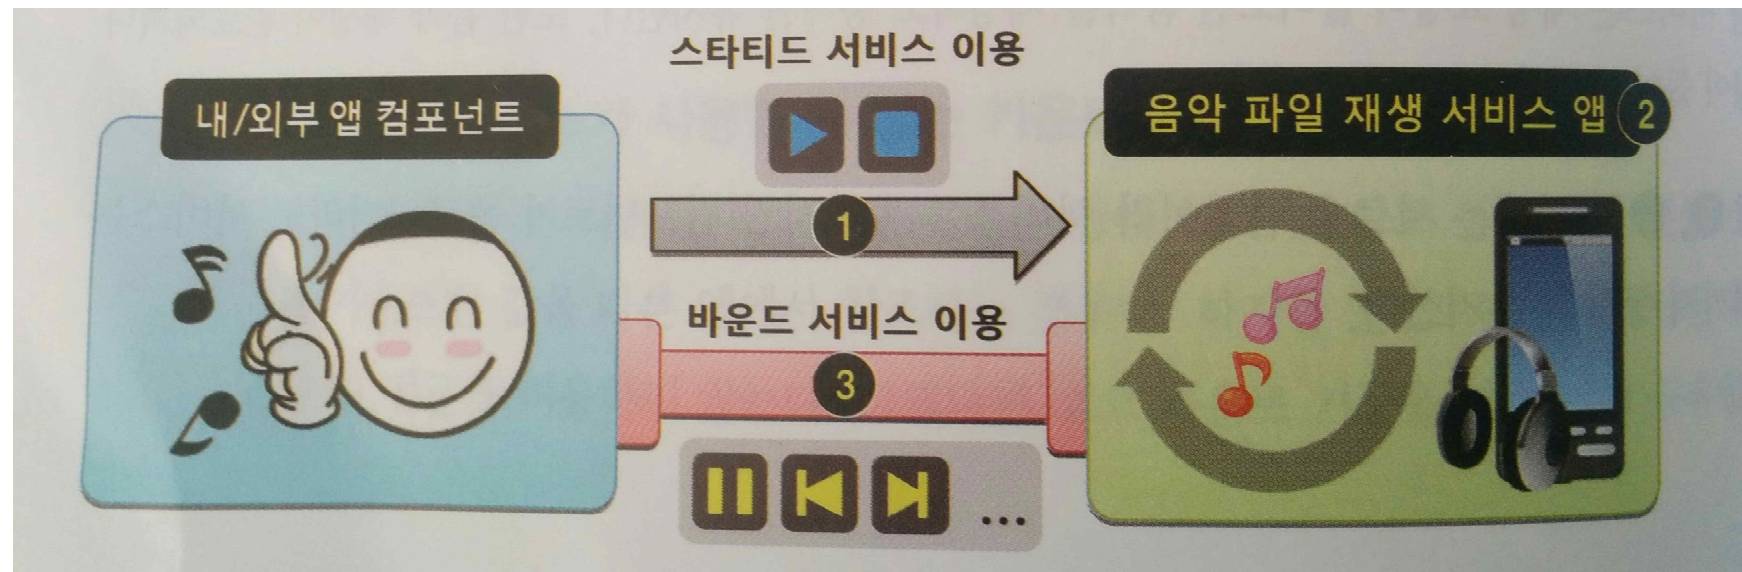 스타티드 서비스 이용
내/외부 앱 컴포넌트
음악 파일 재생 서비스 앱 2
1
바운드 서비스 이용
3
...